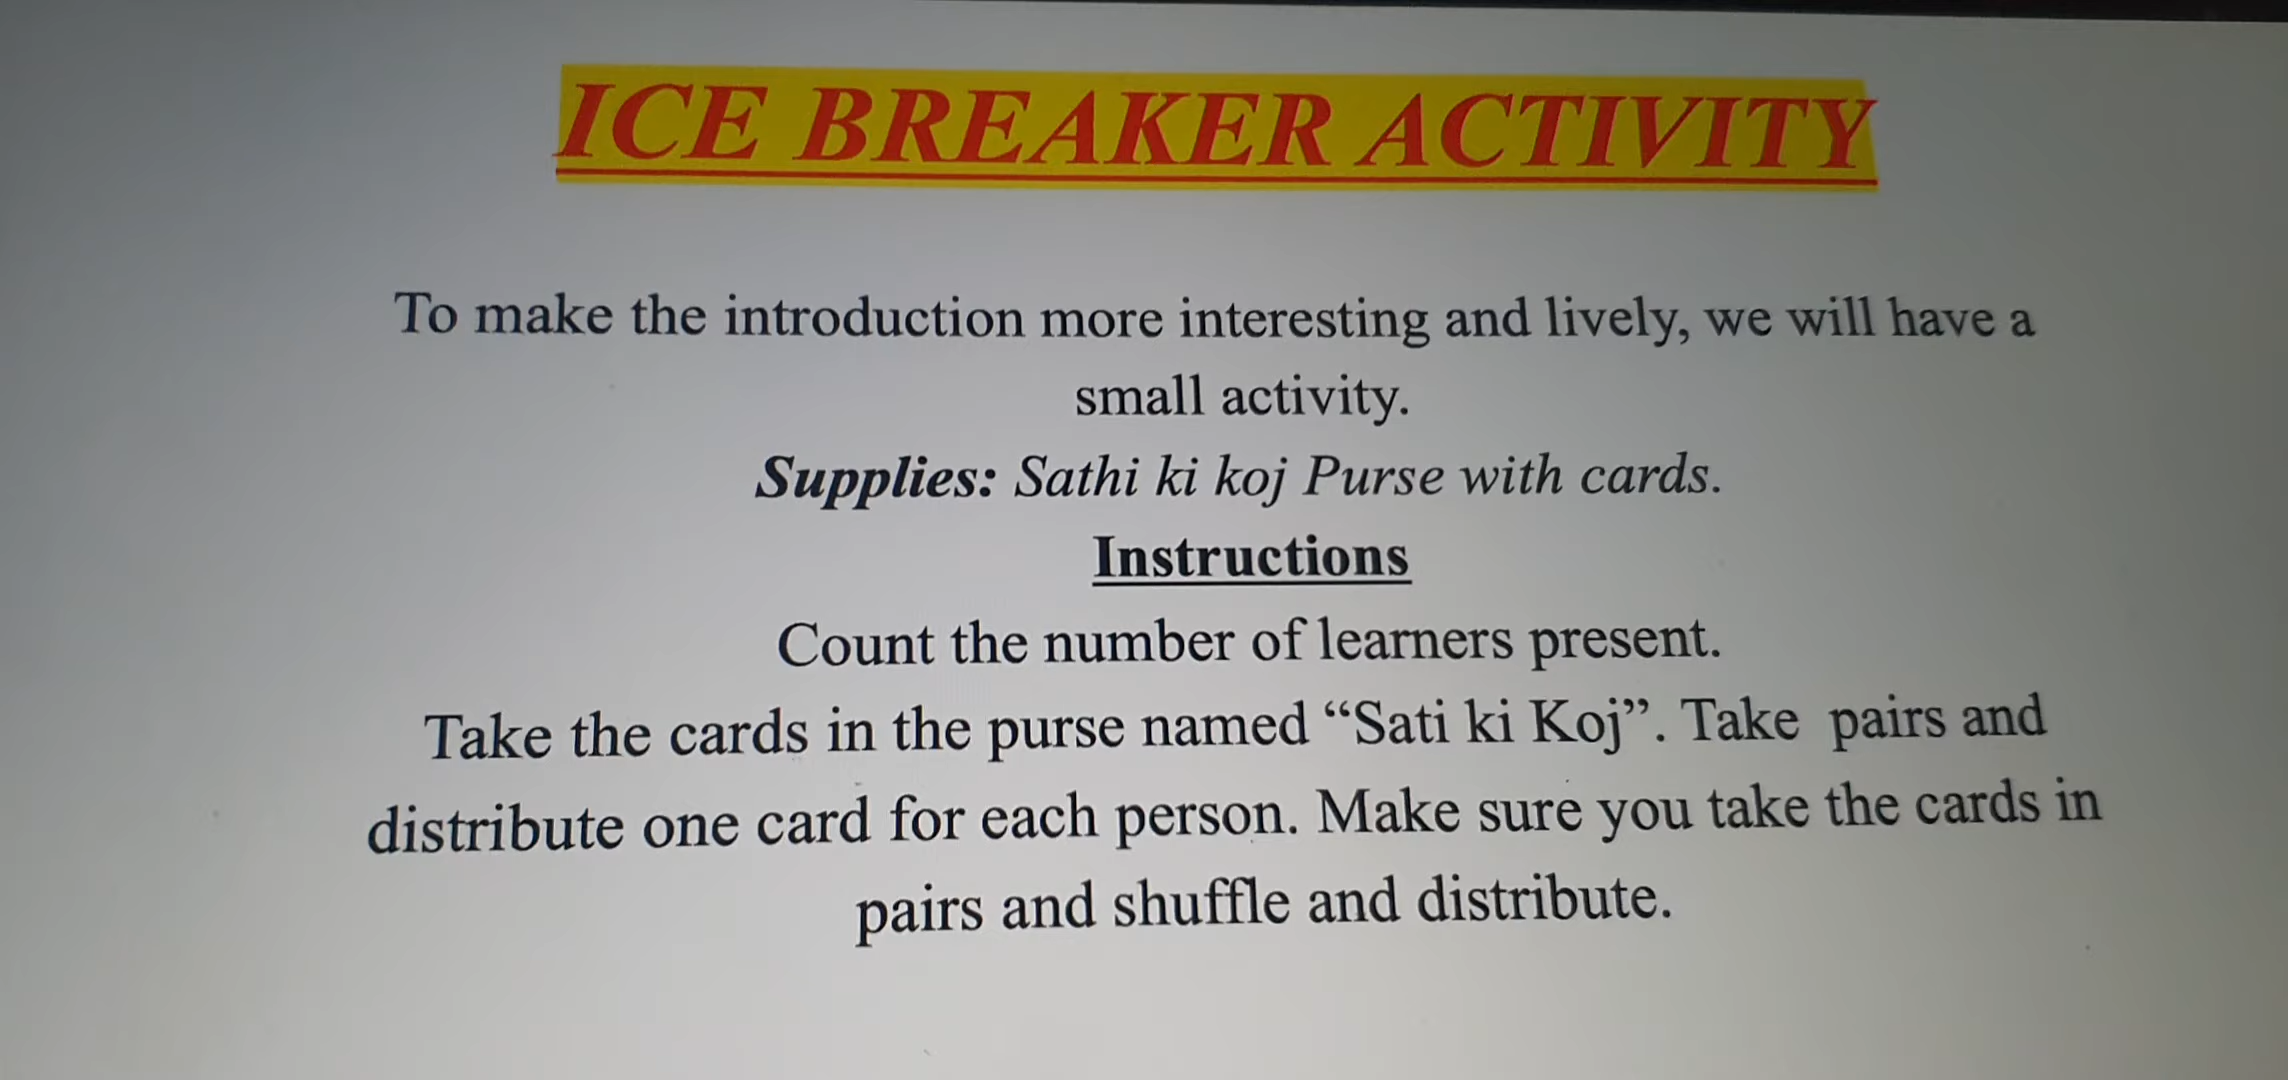 ICE BREAKER ACTIVITY
To make the introduction more interesting and lively, we will have a
small activity.
Supplies: Sathi ki koj Purse with cards.
Instructions
Count the number of learners present.
Take the cards in the purse named “Sati ki Koj”. Take pairs and
distribute one card for each person. Make sure you take the cards in
pairs and shuffle and distribute.